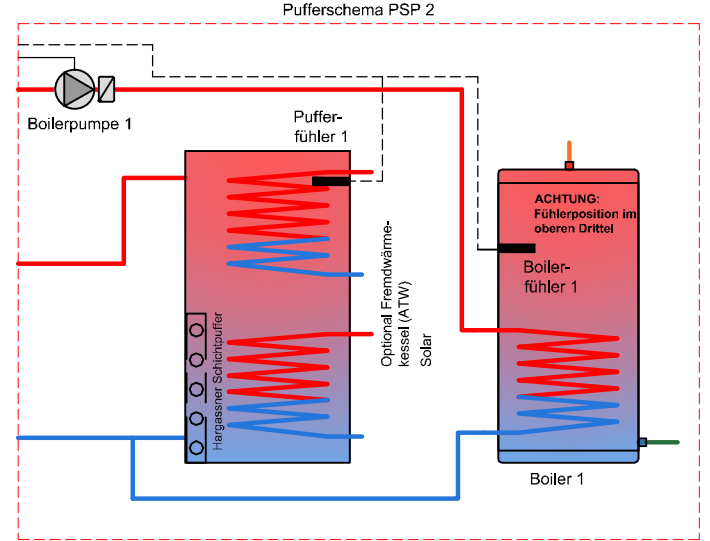 Pufferschema PSP 2
Boilerpumpe 1
Puffer-
fühler 1
ACHTUNG:
Fühlerposition im
oberen Drittel
Boiler-
fühler 1
Optional Fremdwärme-
kessel (ATW)
Solar
Hargassner Schichtpuffer
Boiler 1